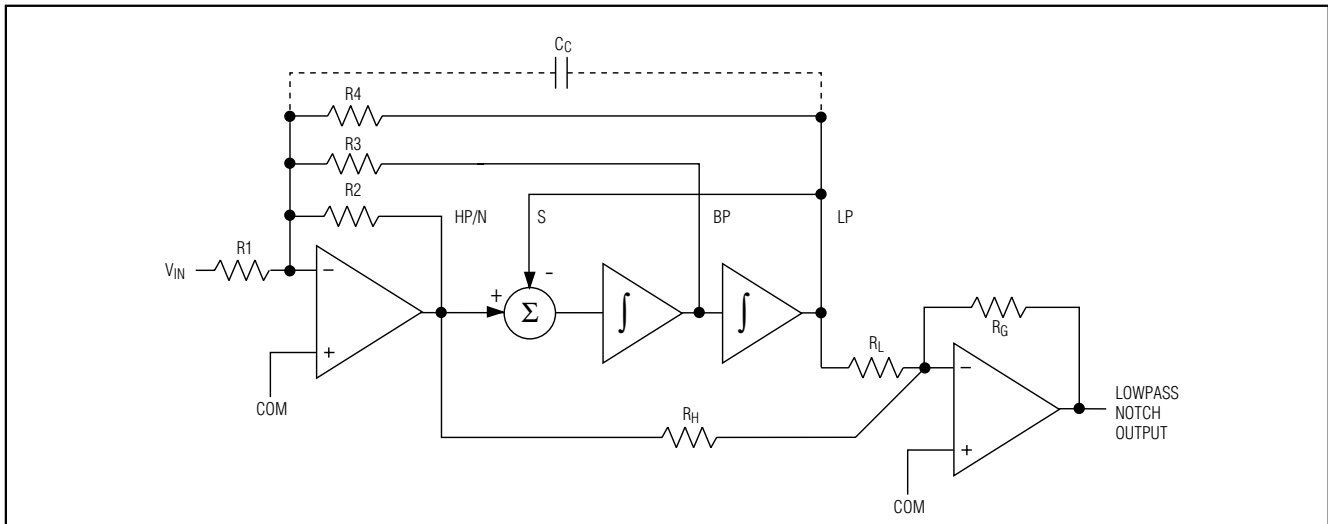 CC
R4
R3
R2
HP/N
S
BP
LP
R1
VIN
−
+
COM
+
-
Σ
∫
∫
RL
RG
−
+
COM
RH
LOWPASS
NOTCH
OUTPUT